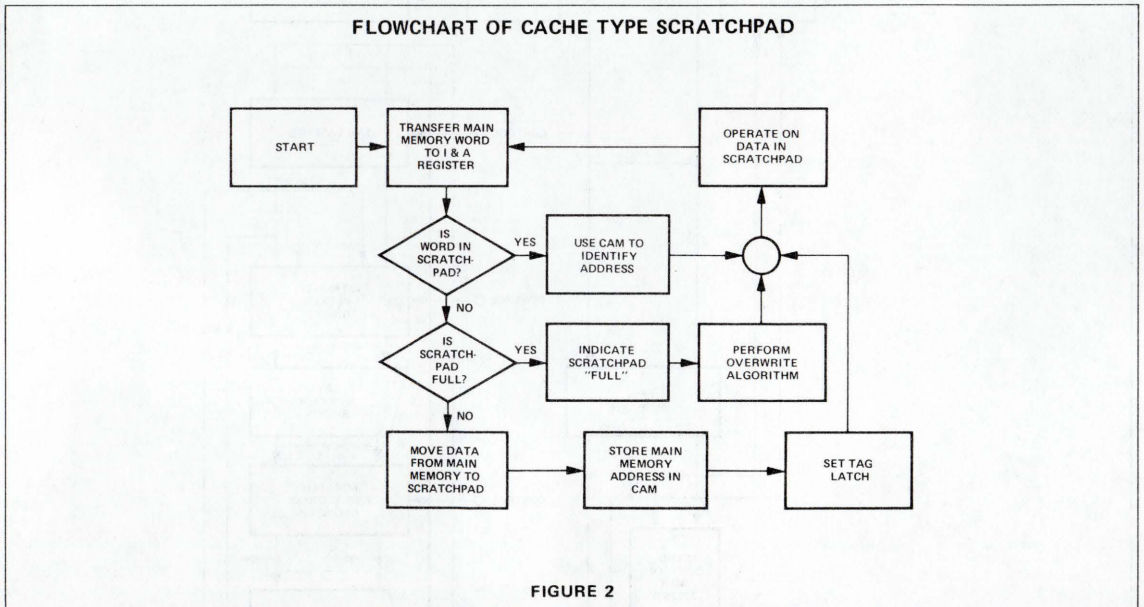 FLOWCHART OF CACHE TYPE SCRATCHPAD
START
TRANSFER MAIN
MEMORY WORD
TO I & A
REGISTER
OPERATE ON
DATA IN
SCRATCHPAD
IS
WORD IN
SCRATCH-
PAD?
YES
USE CAM TO
IDENTIFY
ADDRESS
NO
IS
SCRATCH-
PAD
FULL?
YES
INDICATE
SCRATCHPAD
"FULL"
PERFORM
OVERWRITE
ALGORITHM
NO
MOVE DATA
FROM MAIN
MEMORY TO
SCRATCHPAD
STORE MAIN
MEMORY
ADDRESS IN
CAM
SET TAG
LATCH
FIGURE 2